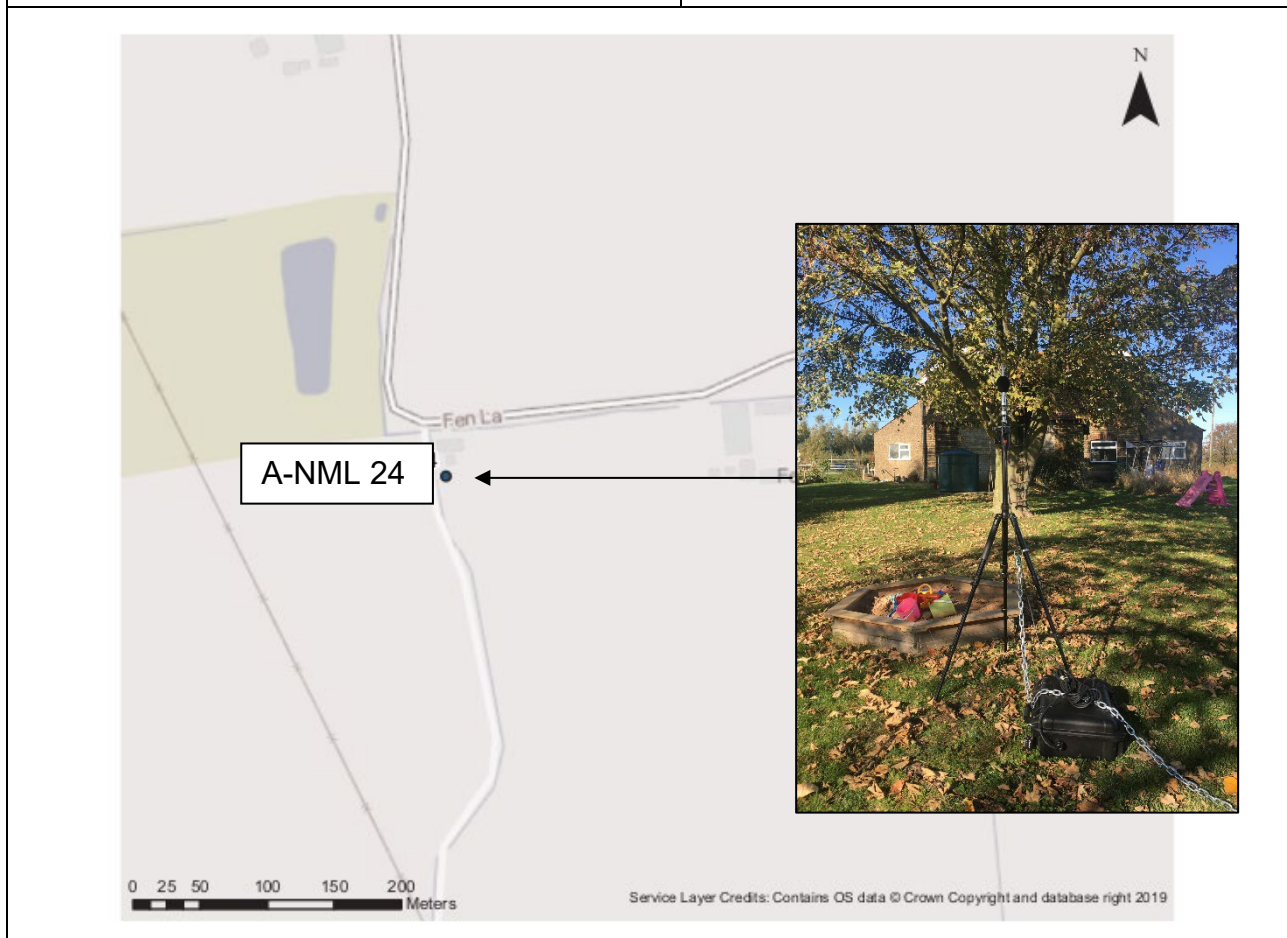 N
Fen La
A-NML 24
0 25 50 100 150 200
Meters
Service Layer Credits: Contains OS data © Crown Copyright and database right 2019